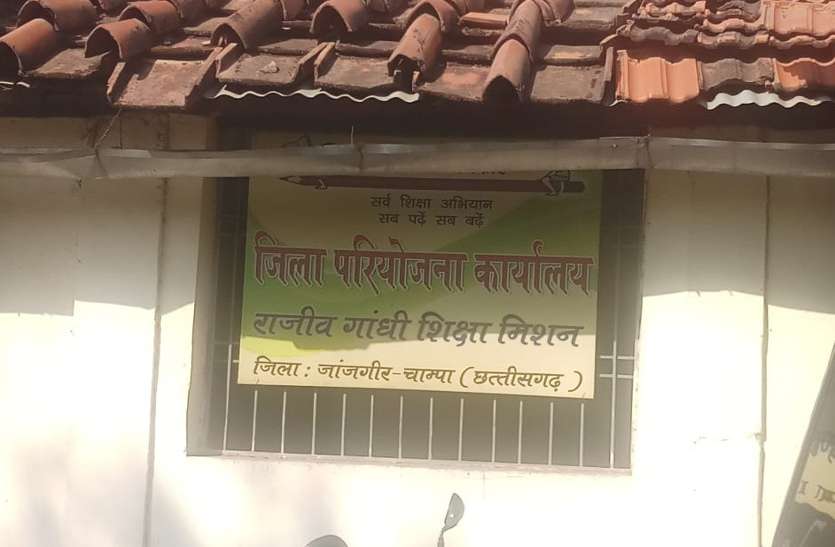 सर्व शिक्षा अभियान
सब पढ़ें सब बढ़ें
जिला परियोजना कार्यालय
राजीव गांधी शिक्षा मिशन
जिला : जांजगीर-चाम्पा (छत्तीसगढ़)